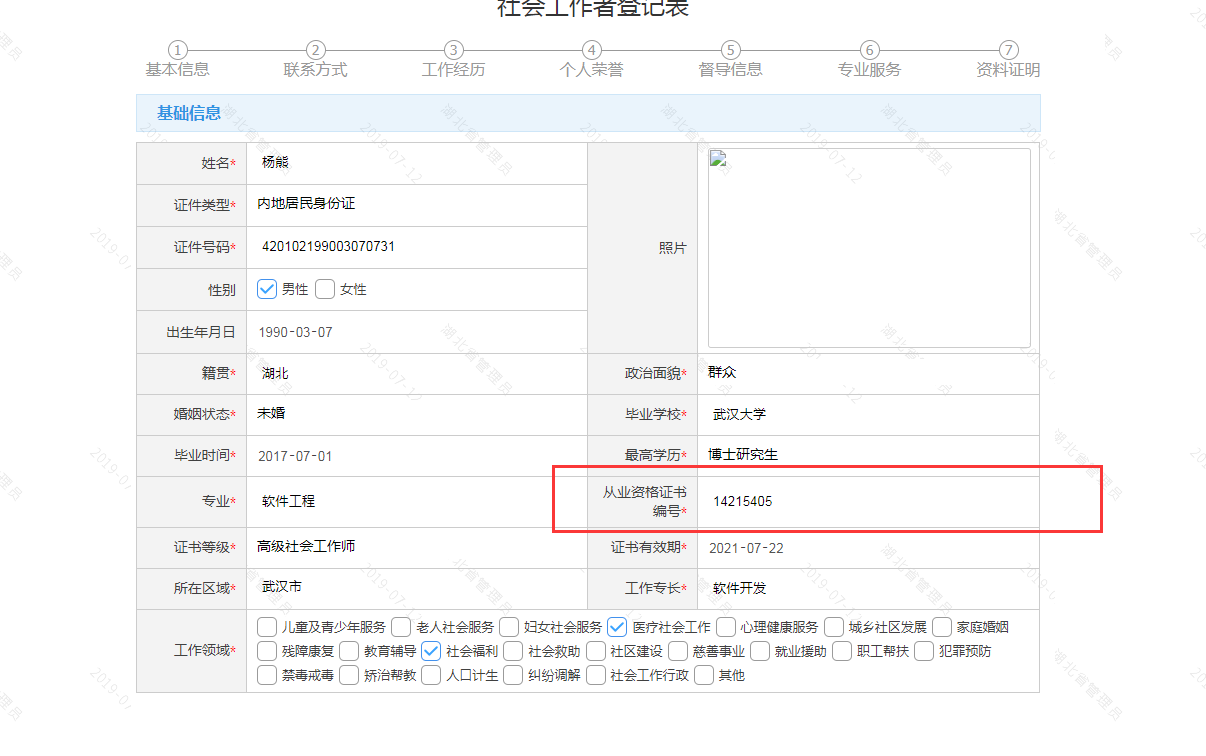 社会工作者登记表
1 2 3 4 5 6 7
基本信息 联系方式 工作经历 个人荣誉 督导信息 专业服务 资料证明
基础信息
姓名* 杨熊
证件类型* 内地居民身份证
证件号码* 420102199003070731
照片
性别 男性 女性
出生年月日 1990-03-07
籍贯* 湖北 政治面貌* 群众
婚姻状态* 未婚 毕业学校* 武汉大学
毕业时间* 2017-07-01 最高学历* 博士研究生
专业* 软件工程 从业资格证书
编号* 14215405
证书等级* 高级社会工作师 证书有效期* 2021-07-22
所在区域* 武汉市 工作专长* 软件开发
工作领域*
儿童及青少年服务 老人社会服务 妇女社会服务 医疗社会工作 心理健康服务 城乡社区发展 家庭婚姻
残障康复 教育辅导 社会福利 社会救助 社区建设 慈善事业 就业援助 职工帮扶 犯罪预防
禁毒戒毒 矫治帮教 人口计生 纠纷调解 社会工作行政 其他
湖北省管理员
2019-07-12